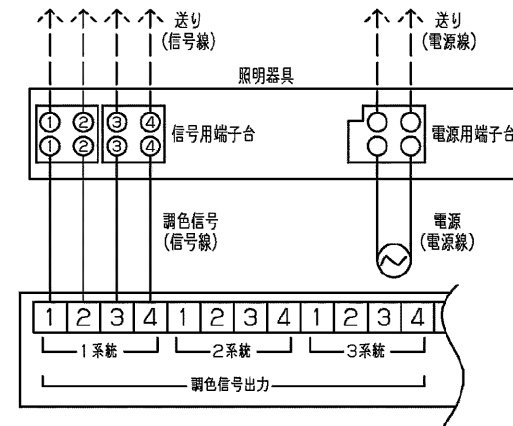 送り
(信号線)
送り
(電源線)
照明器具
① ② ③ ④
① ② ③ ④
信号用端子台
電源用端子台
調色信号
(信号線)
電源
(電源線)
1 2 3 4 1 2 3 4 1 2 3 4
1系統 2系統 3系統
調色信号出力